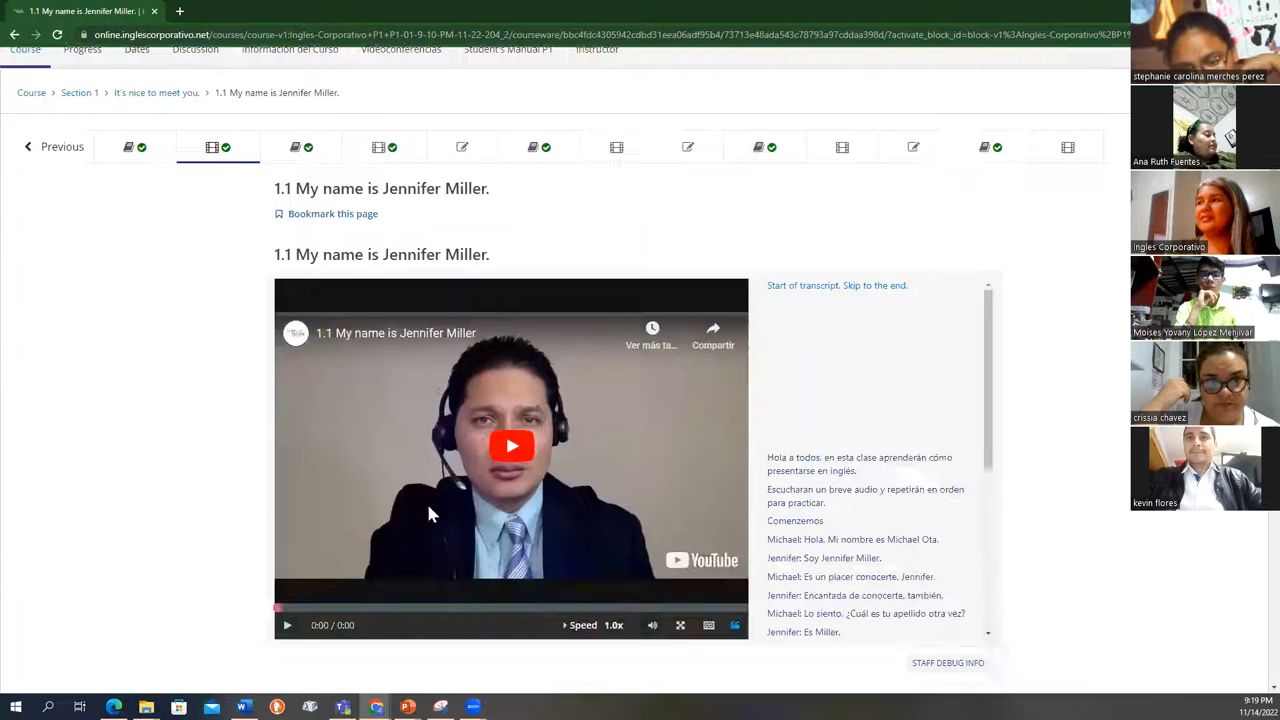 1.1 My name is Jennifer Miller. |
online.inglescorporativo.net/courses/course-v1:Ingles-Corporativo+P1+P1-01-9-10-PM-11-22-204_2/courseware/bbc4fdc4305942cdbd31eea06adf95b4/73713e48ada543c78793a97cddaa398d/?activate_block_id=block-v1%3AIngles-Corporativo%2BP1
Course Progress Dates Discussion Información del Curso Videoconferencias Student's Manual P1 Instructor
Course > Section 1 > It's nice to meet you. > 1.1 My name is Jennifer Miller.
Previous
1.1 My name is Jennifer Miller.
Bookmark this page
1.1 My name is Jennifer Miller.
1.1 My name is Jennifer Miller
Ver más ta...
Compartir
YouTube
0:00 / 0:00
Speed 1.0x
Start of transcript. Skip to the end.
Hola a todos, en esta clase aprenderán cómo
presentarse en inglés.
Escucharan un breve audio y repetirán en orden
para practicar.
Comenzemos
Michael: Hola, Mi nombre es Michael Ota.
Jennifer: Soy Jennifer Miller.
Michael: Es un placer conocerte, Jennifer.
Jennifer: Encantada de conocerte, también.
Michael: Lo siento. ¿Cuál es tu apellido otra vez?
Jennifer: Es Miller.
STAFF DEBUG INFO
stephanie carolina merches perez
Ana Ruth Fuentes
Ingles Corporativo
Moises Yovany López Menjivar
crissia chavez
kevin flores
9:19 PM
11/14/2022